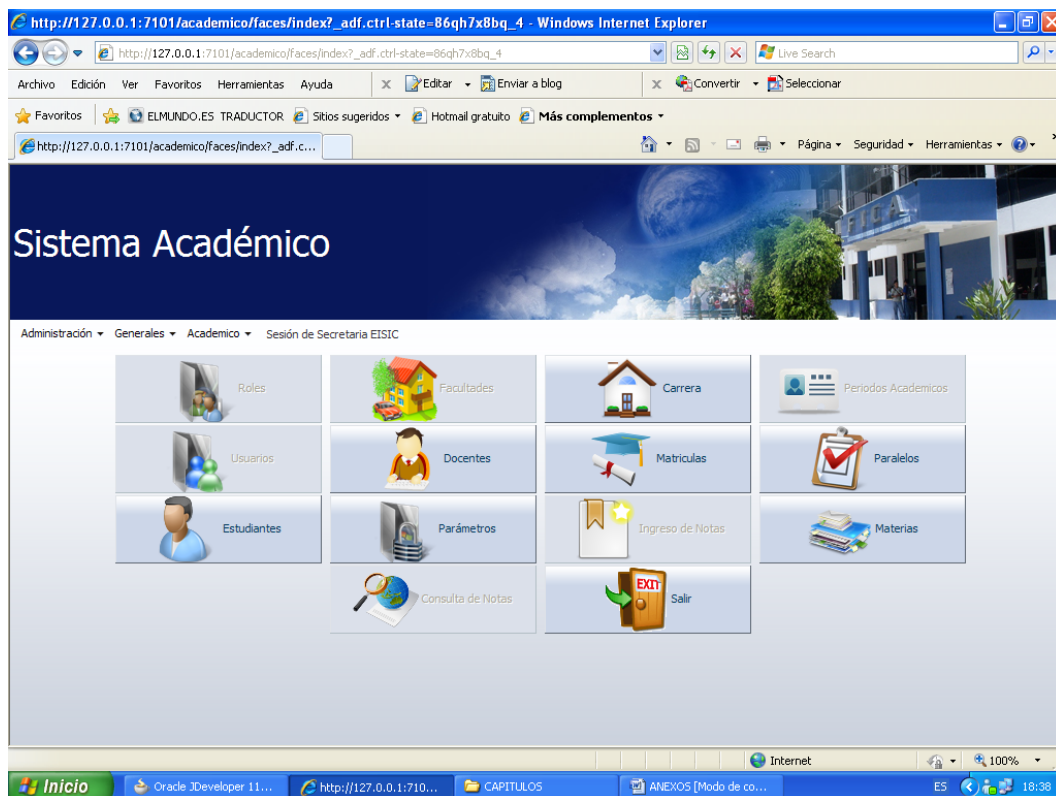 http://127.0.0.1:7101/academico/faces/index?_adf.ctrl-state=86qh7x8bq_4 - Windows Internet Explorer
http://127.0.0.1:7101/academico/faces/index?_adf.ctrl-state=86qh7x8bq_4 Live Search
Archivo Edición Ver Favoritos Herramientas Ayuda x Editar Enviar a blog x Convertir Seleccionar
Favoritos ELMUNDO.ES TRADUCTOR Sitios sugeridos Hotmail gratuito Más complementos
http://127.0.0.1:7101/academico/faces/index?_adf.c... Página Seguridad Herramientas
Sistema Académico
Administración Generales Academico Sesión de Secretaria EISIC
Roles Facultades Carrera Periodos Academicos
Usuarios Docentes Matriculas Paralelos
Estudiantes Parámetros Ingreso de Notas Materias
Consulta de Notas EXIT Salir
Internet 100%
Inicio Oracle JDeveloper 11... http://127.0.0.1:710... CAPITULOS ANEXOS [Modo de co... ES 18:38